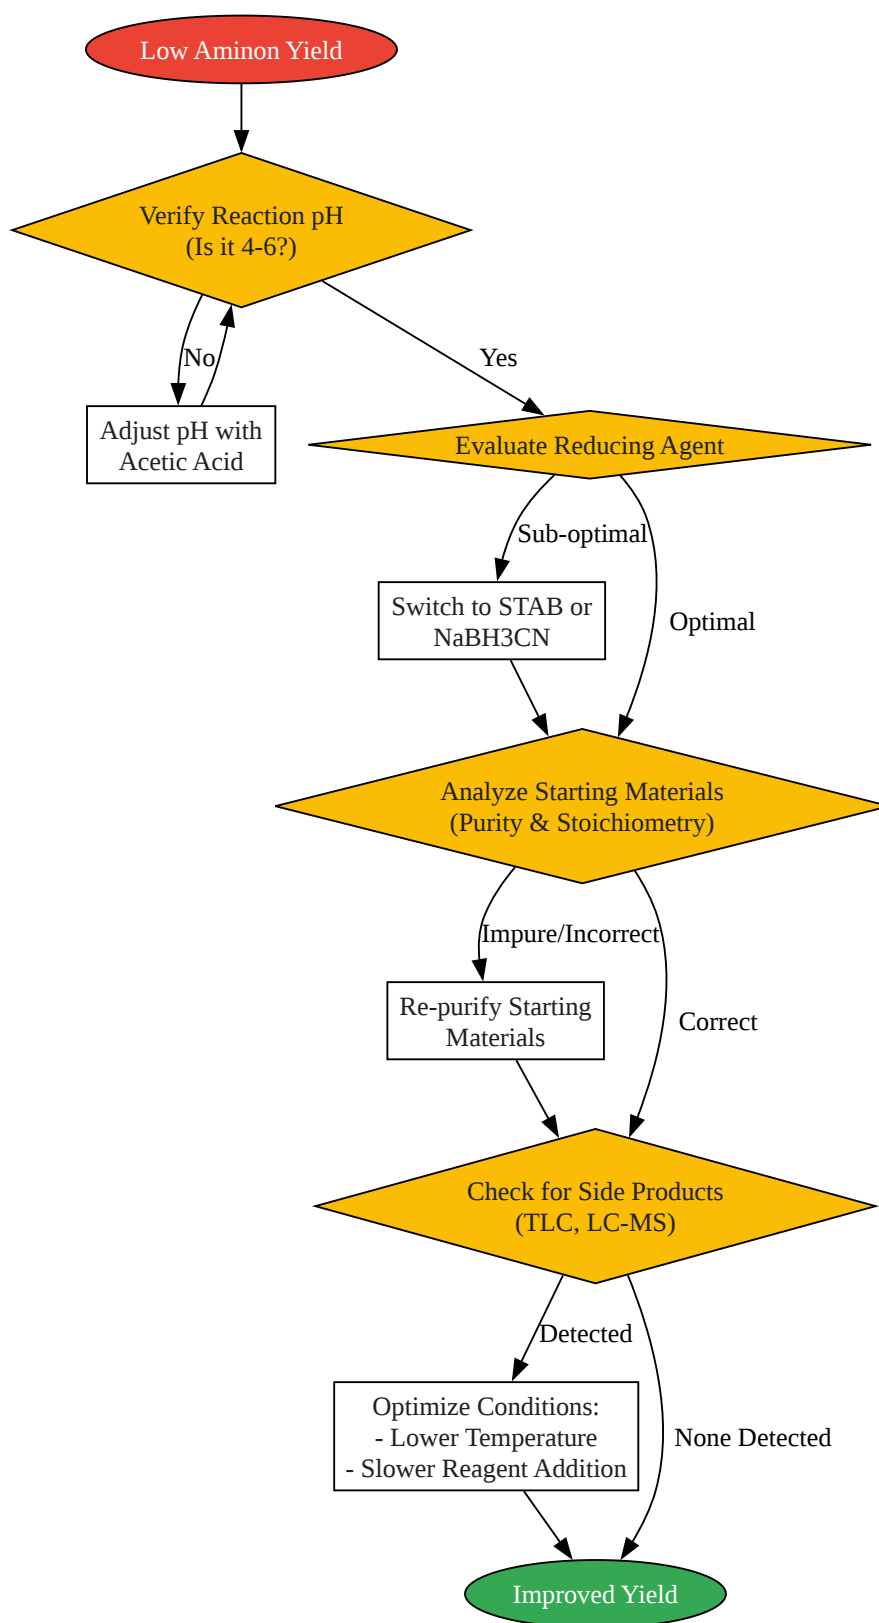 Low Aminon Yield
Verify Reaction pH
(Is it 4-6?)
No
Yes
Adjust pH with
Acetic Acid
Evaluate Reducing Agent
Sub-optimal
Switch to STAB or
NaBH3CN
Optimal
Analyze Starting Materials
(Purity & Stoichiometry)
Impure/Incorrect
Re-purify Starting
Materials
Correct
Check for Side Products
(TLC, LC-MS)
Detected
Optimize Conditions:
- Lower Temperature
- Slower Reagent Addition
None Detected
Improved Yield